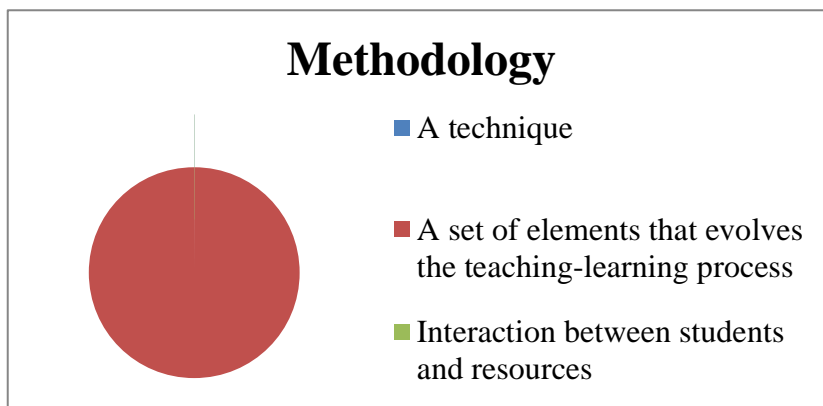 Methodology
A technique
A set of elements that evolves
the teaching-learning process
Interaction between students
and resources